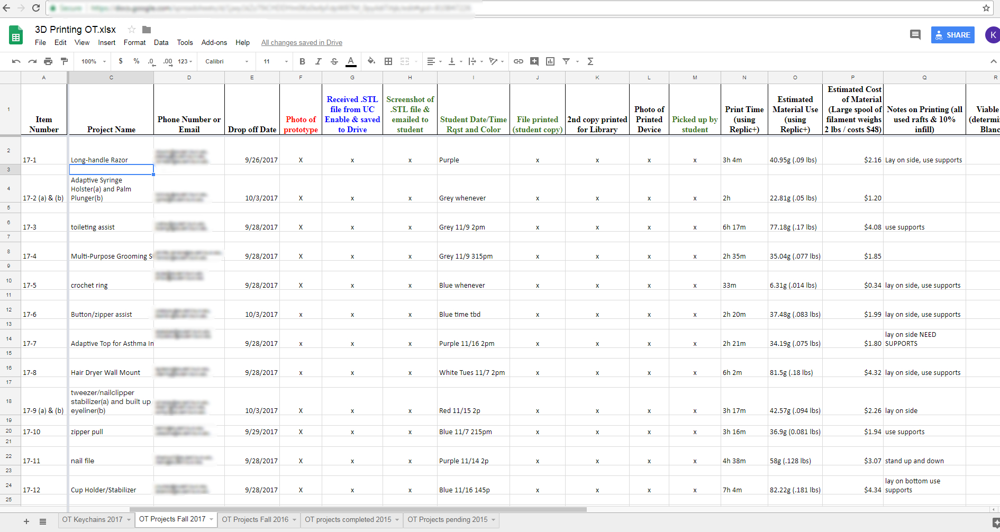 Secure
3D Printing OT.xlsx
File Edit View Insert Format Data Tools Add-ons Help All changes saved in Drive
SHARE K
100% $ % .0 .00 123 Calibri 11 B I S A
A C D E F G H I J K L M N O P Q R
1 Item Number Project Name Phone Number or Email Drop off Date Photo of prototype Received .STL file from UC Enable & saved to Drive Screenshot of .STL file & emailed to student Student Date/Time Rqst and Color File printed (student copy) 2nd copy printed for Library Photo of Printed Device Picked up by student Print Time (using Replic+) Estimated Material Use (using Replic+) Estimated Cost of Material (Large spool of filament weighs 2 lbs / costs $48) Notes on Printing (all used rafts & 10% infill) Viable
2 17-1 Long-handle Razor 9/26/2017 X x x Purple x x x x 3h 4m 40.95g (.09 lbs) $2.16 Lay on side, use supports
3
4 17-2 (a) & (b) Adaptive Syringe Holster(a) and Palm Plunger(b) 10/3/2017 X x x Grey whenever x x x x 2h 22.81g (.05 lbs) $1.20
5
6 17-3 toileting assist 9/28/2017 X x x Grey 11/9 2pm x x x x 6h 17m 77.18g (.17 lbs) $4.08 use supports
7
8 17-4 Multi-Purpose Grooming S 9/28/2017 X x x Grey 11/9 315pm x x x x 2h 35m 35.04g (.077 lbs) $1.85
9
10 17-5 crochet ring 9/28/2017 X x x Blue whenever x x x x 33m 6.31g (.014 lbs) $0.34 lay on side, use supports
11
12 17-6 Button/zipper assist 10/3/2017 x x x Blue time tbd x x x x 2h 20m 37.48g (.083 lbs) $1.99 lay on side, use supports
13
14 17-7 Adaptive Top for Asthma In 9/28/2017 x x x Purple 11/16 2pm x x x x 2h 21m 34.19g (.075 lbs) $1.80 lay on side NEED SUPPORTS
15
16 17-8 Hair Dryer Wall Mount 9/28/2017 x x x White Tues 11/7 2pm x x x x 6h 2m 81.5g (.18 lbs) $4.32 lay on side, use supports
17
18 17-9 (a) & (b) tweezer/nailclipper stabilizer(a) and built up eyeliner(b) 10/3/2017 X x x Red 11/15 2p x x x x 3h 17m 42.57g (.094 lbs) $2.26 lay on side
19
20 17-10 zipper pull 9/29/2017 X x x Blue 11/7 215pm x x x x 3h 16m 36.9g (0.081 lbs) $1.94 use supports
21
22 17-11 nail file 9/28/2017 X x x Purple 11/14 2p x x x x 4h 38m 58g (.128 lbs) $3.07 stand up and down
23
24 17-12 Cup Holder/Stabilizer 9/28/2017 X x x Blue 11/16 145p x x x x 7h 4m 82.22g (.181 lbs) $4.34 lay on bottom use supports
25
OT Keychains 2017 OT Projects Fall 2017 OT Projects Fall 2016 OT projects completed 2015 OT Projects pending 2015